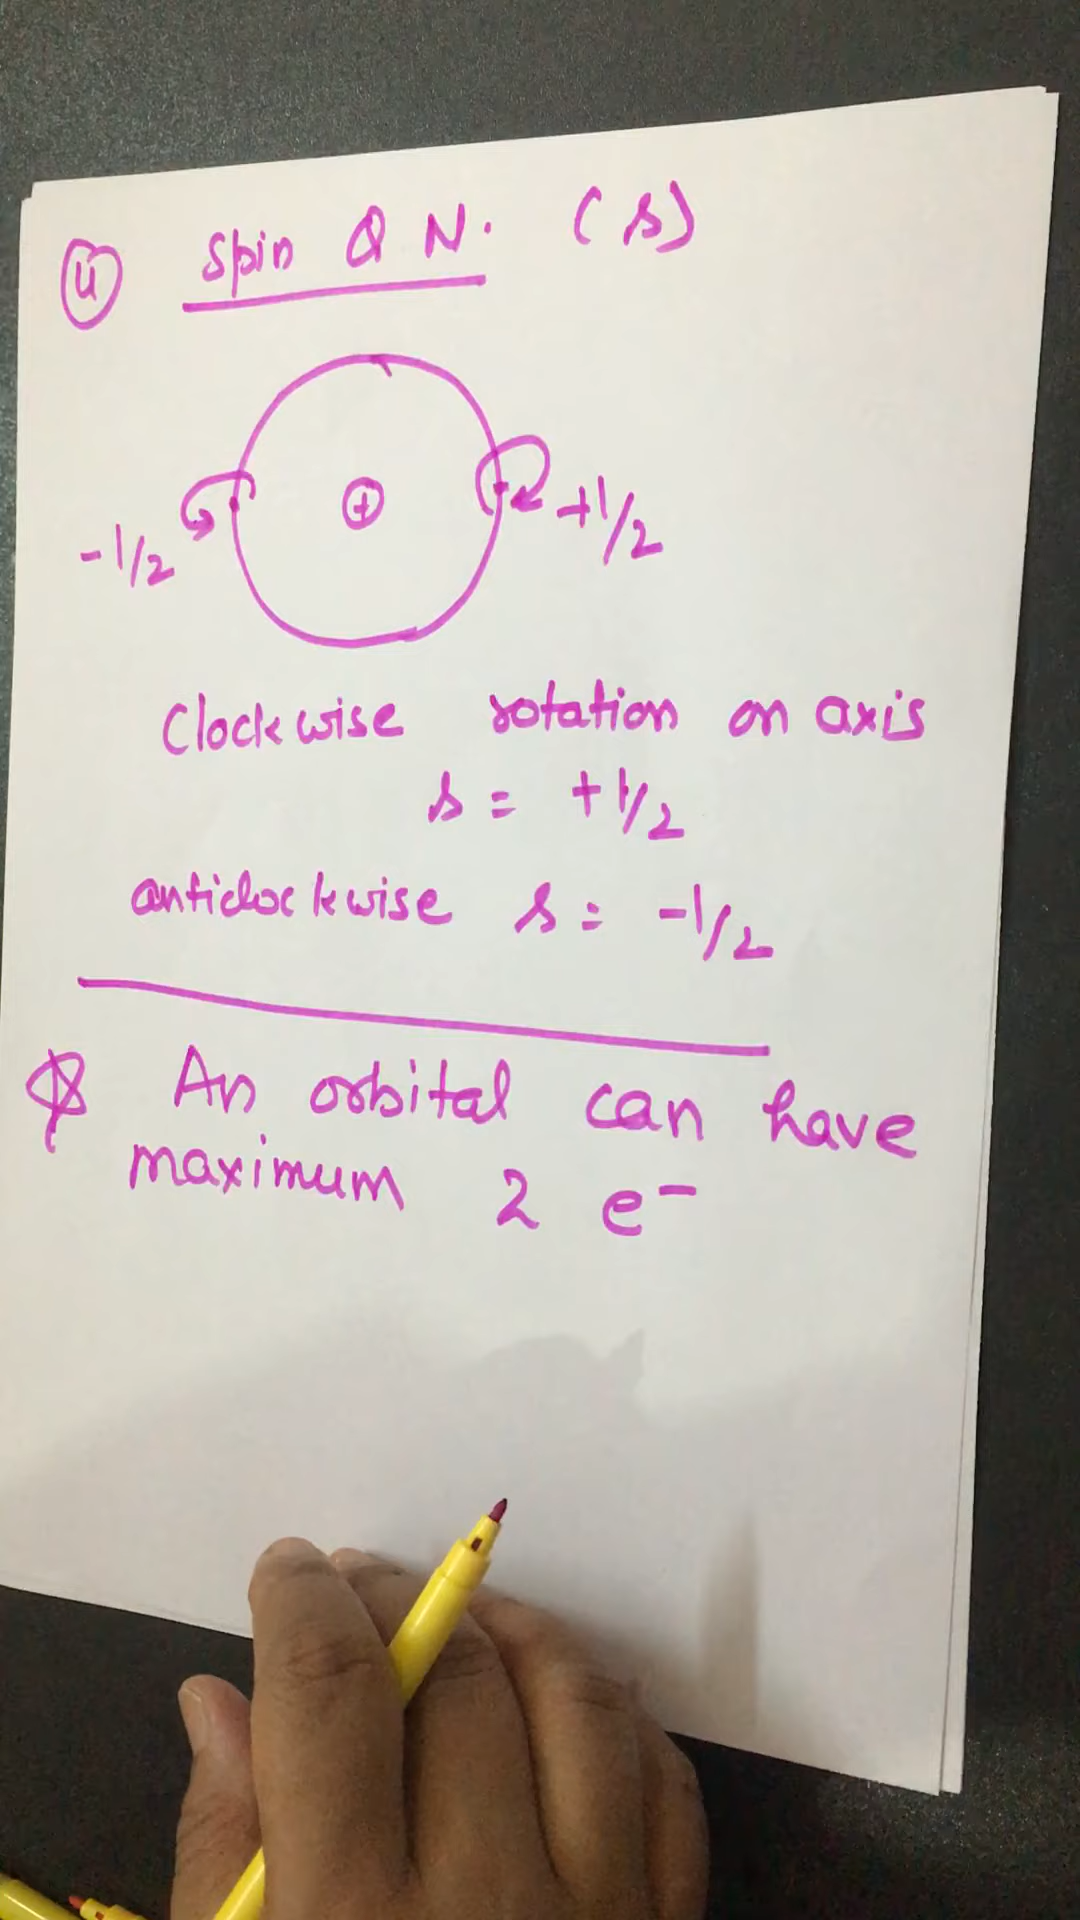 ④ Spin Q N. (s)
+
-1/2
+1/2
Clockwise rotation on axis
s = +1/2
anticlockwise s = -1/2
An orbital can have
maximum 2 e⁻